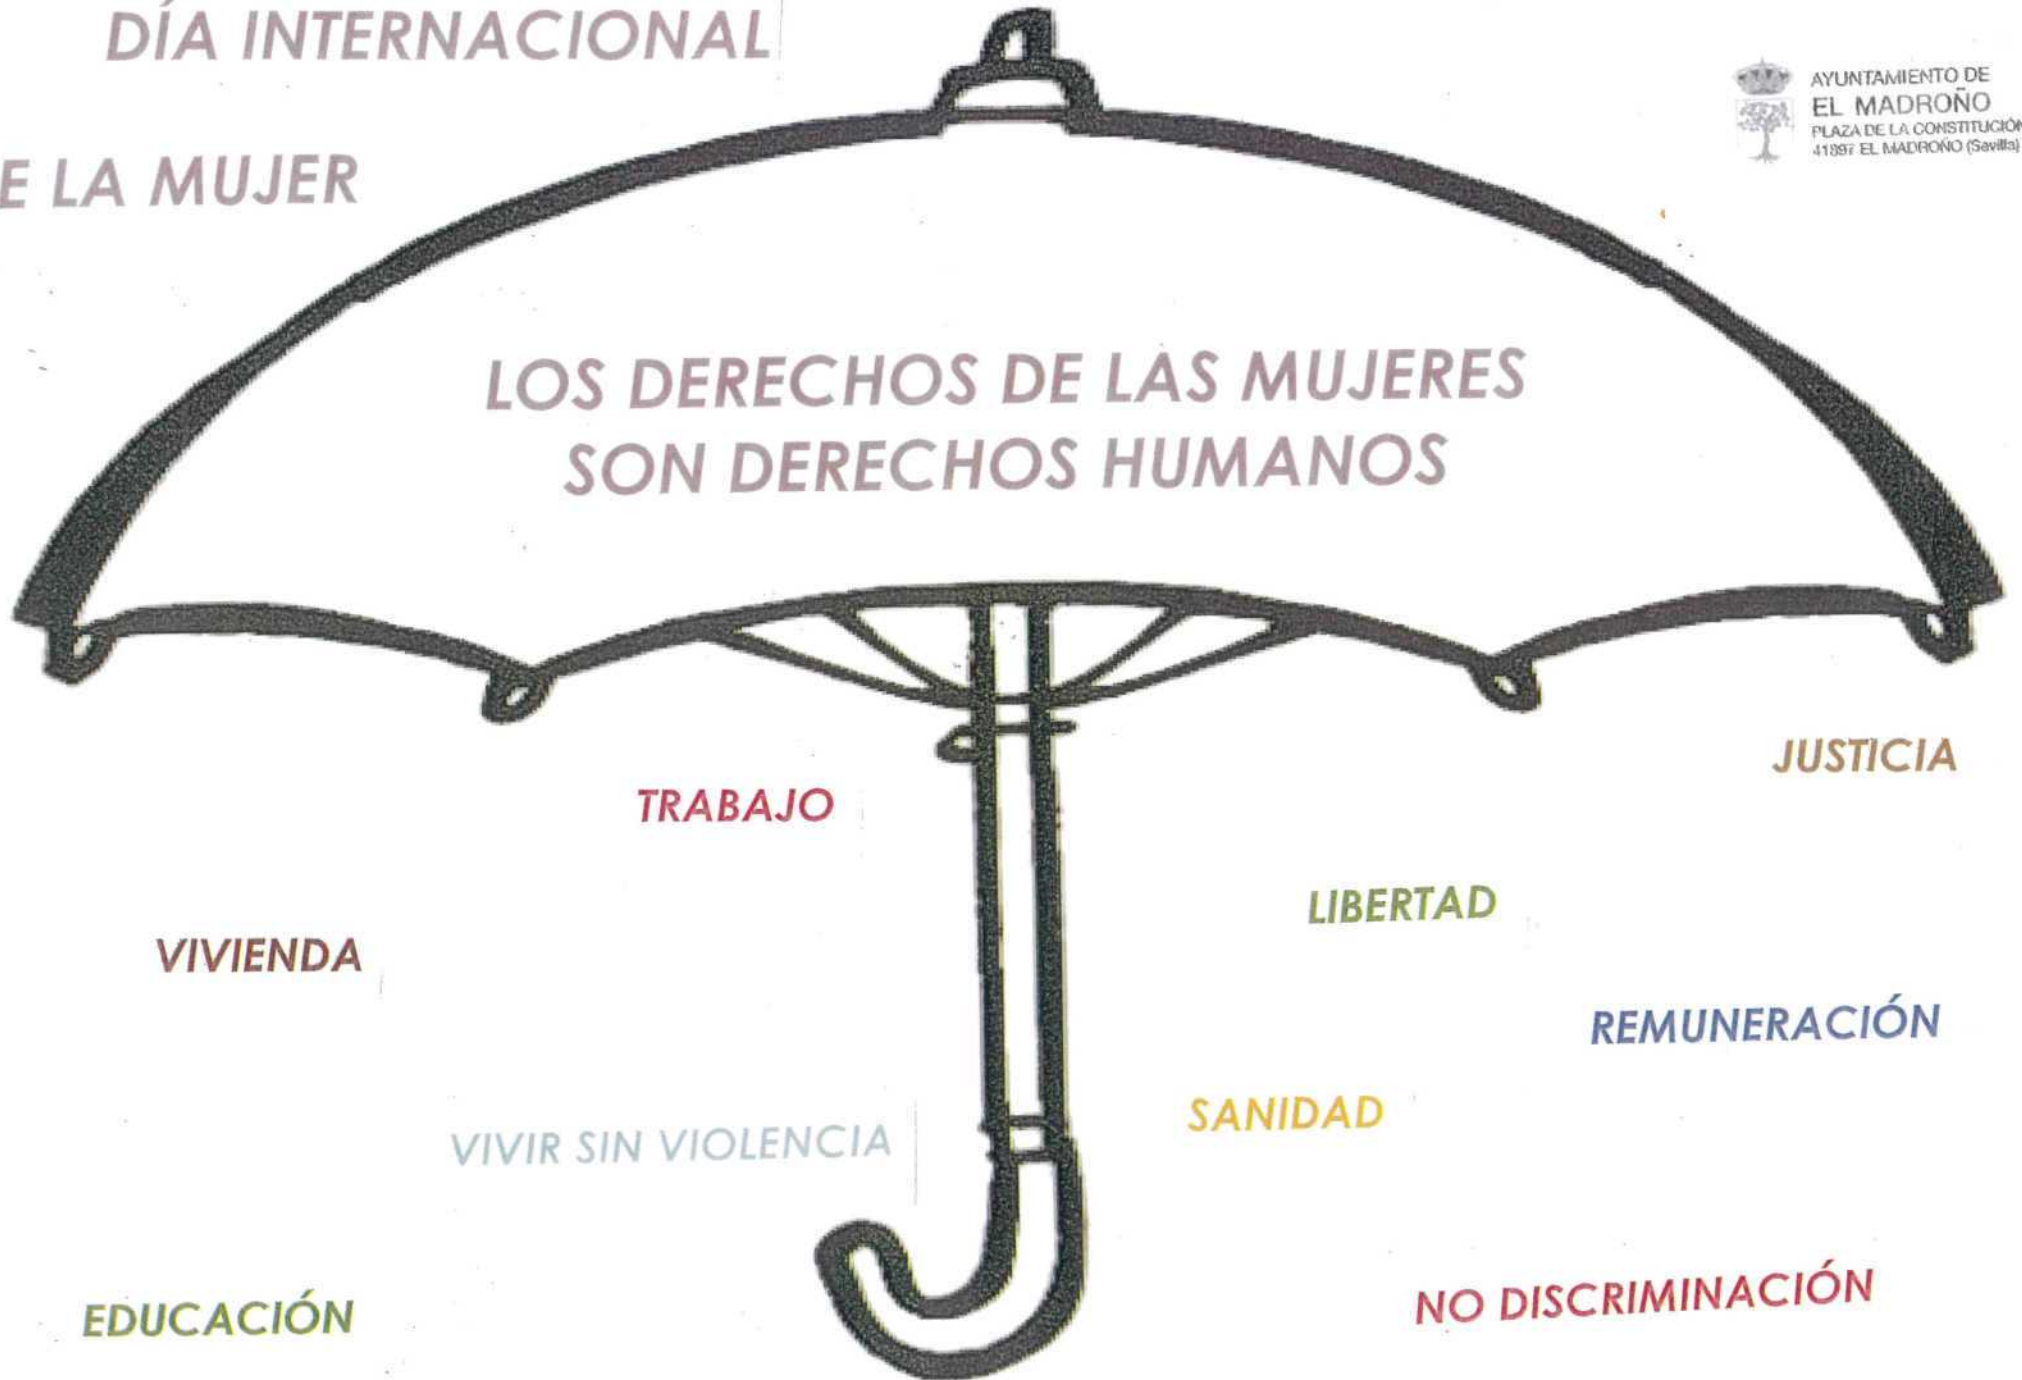 DÍA INTERNACIONAL
E LA MUJER
AYUNTAMIENTO DE
EL MADROÑO
PLAZA DE LA CONSTITUCIÓN
41897 EL MADROÑO (Sevilla)
LOS DERECHOS DE LAS MUJERES
SON DERECHOS HUMANOS
JUSTICIA
TRABAJO
LIBERTAD
VIVIENDA
REMUNERACIÓN
SANIDAD
VIVIR SIN VIOLENCIA
NO DISCRIMINACIÓN
EDUCACIÓN